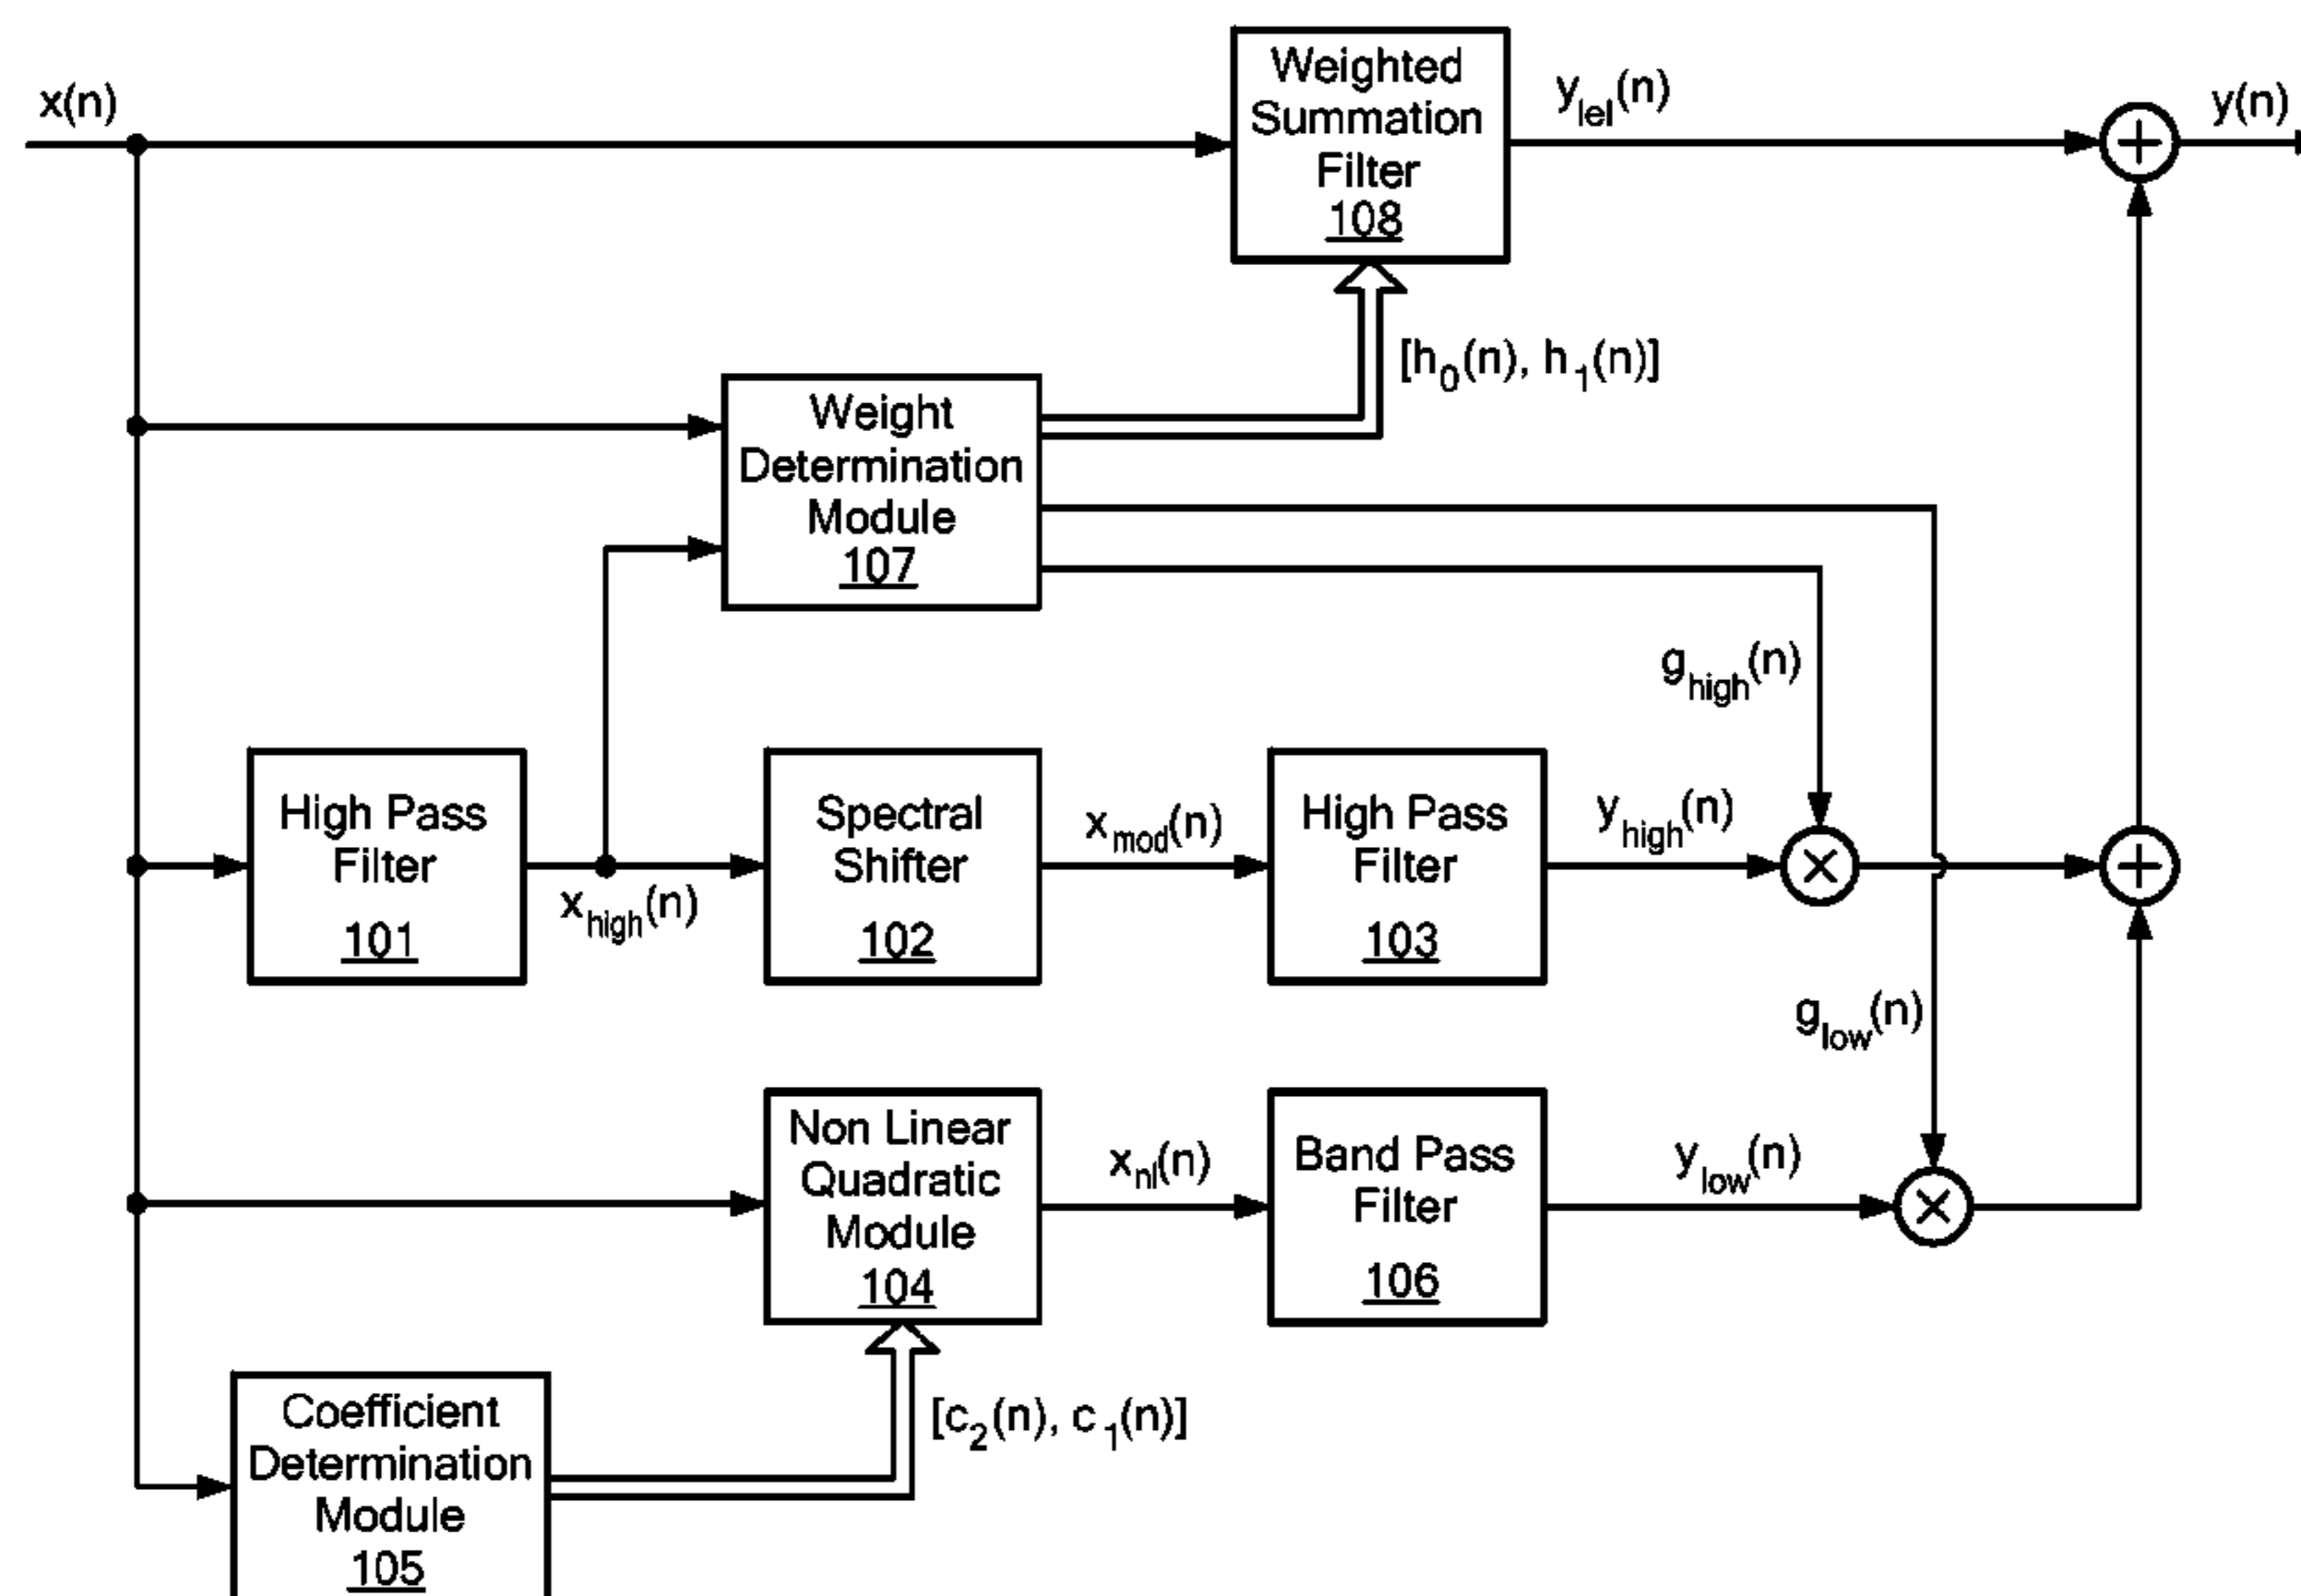 x(n)
Weighted
Summation
Filter
108
y_lel(n)
y(n)
[h_0(n), h_1(n)]
Weight
Determination
Module
107
g_high(n)
High Pass
Filter
101
x_high(n)
Spectral
Shifter
102
x_mod(n)
High Pass
Filter
103
y_high(n)
g_low(n)
Non Linear
Quadratic
Module
104
x_nl(n)
Band Pass
Filter
106
y_low(n)
Coefficient
Determination
Module
105
[c_2(n), c_1(n)]